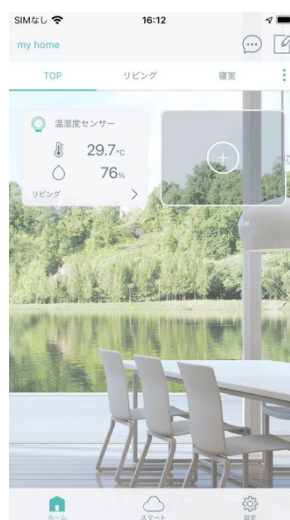 SIMなし 16:12
my home
TOP リビング 寝室
温湿度センサー
29.7℃
76%
リビング
ホーム スマート 設定